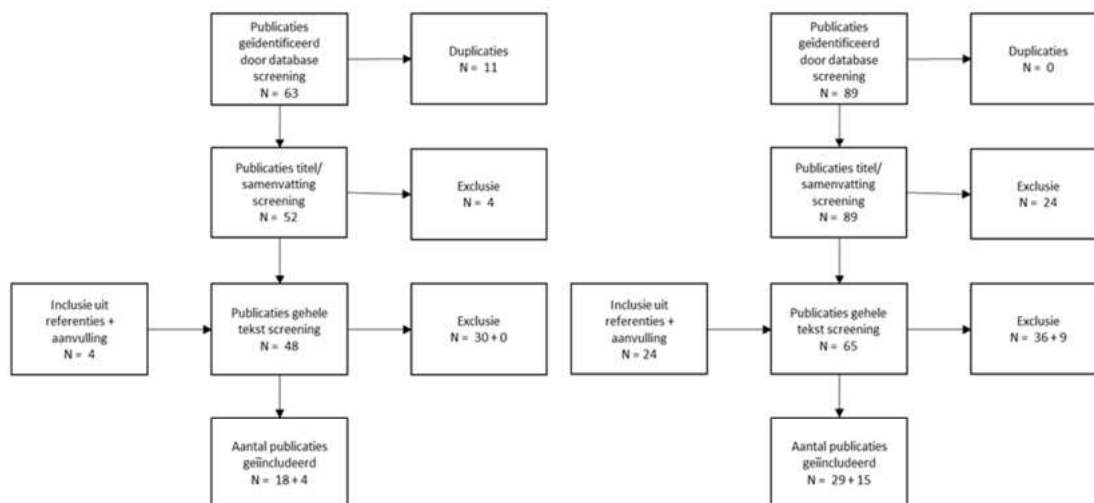 Publicaties
geïdentificeerd
door database
screening
N = 63
Duplicaties
N = 11
Publicaties titel/
samenvatting
screening
N = 52
Exclusie
N = 4
Inclusie uit
referenties +
aanvulling
N = 4
Publicaties gehele
tekst screening
N = 48
Exclusie
N = 30 + 0
Aantal publicaties
geïincludeerd
N = 18 + 4
Publicaties
geïdentificeerd
door database
screening
N = 89
Duplicaties
N = 0
Publicaties titel/
samenvatting
screening
N = 89
Exclusie
N = 24
Inclusie uit
referenties +
aanvulling
N = 24
Publicaties gehele
tekst screening
N = 65
Exclusie
N = 36 + 9
Aantal publicaties
geïincludeerd
N = 29 + 15